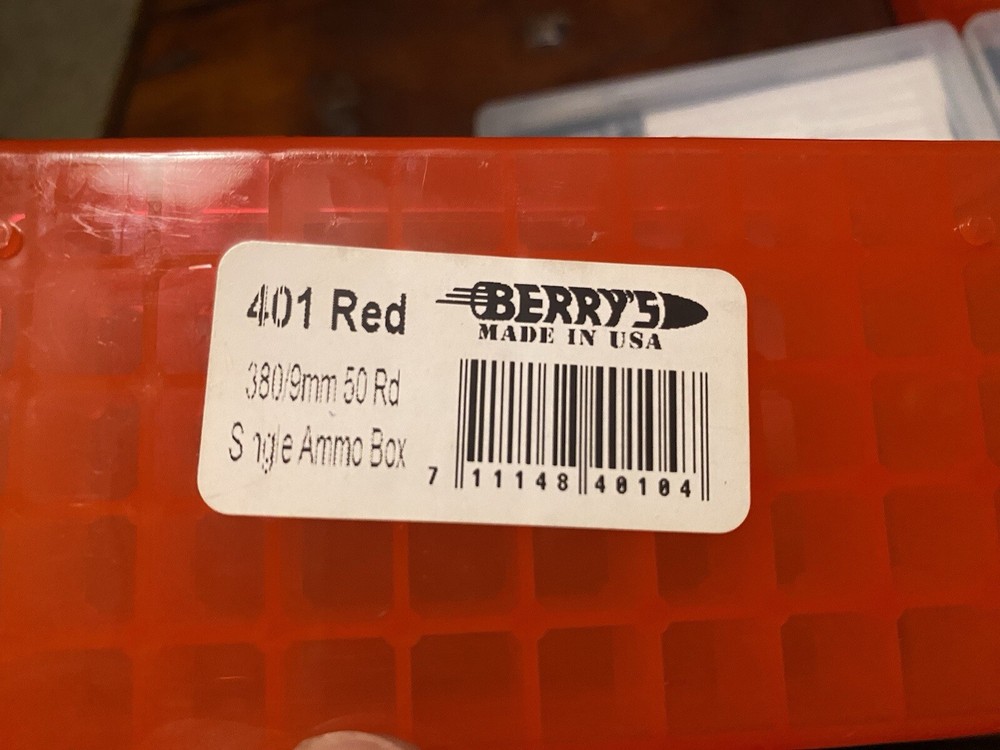 401 Red
380/9mm 50 Rd
Single Ammo Box
BERRY'S
MADE IN USA
7 11148 40104